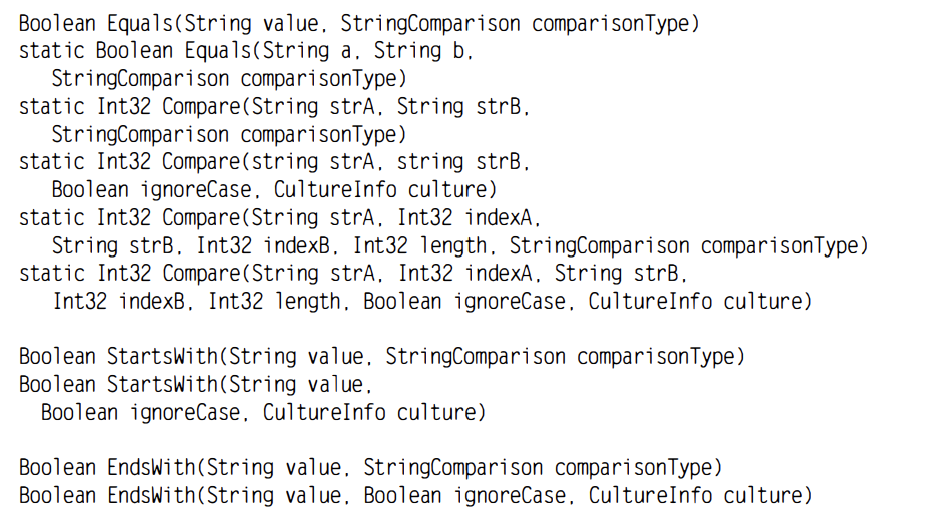 Boolean Equals(String value, StringComparison comparisonType)
static Boolean Equals(String a, String b,
StringComparison comparisonType)
static Int32 Compare(String strA, String strB,
StringComparison comparisonType)
static Int32 Compare(string strA, string strB,
Boolean ignoreCase, CultureInfo culture)
static Int32 Compare(String strA, Int32 indexA,
String strB, Int32 indexB, Int32 length, StringComparison comparisonType)
static Int32 Compare(String strA, Int32 indexA, String strB,
Int32 indexB, Int32 length, Boolean ignoreCase, CultureInfo culture)
Boolean StartsWith(String value, StringComparison comparisonType)
Boolean StartsWith(String value,
Boolean ignoreCase, CultureInfo culture)
Boolean EndsWith(String value, StringComparison comparisonType)
Boolean EndsWith(String value, Boolean ignoreCase, CultureInfo culture)